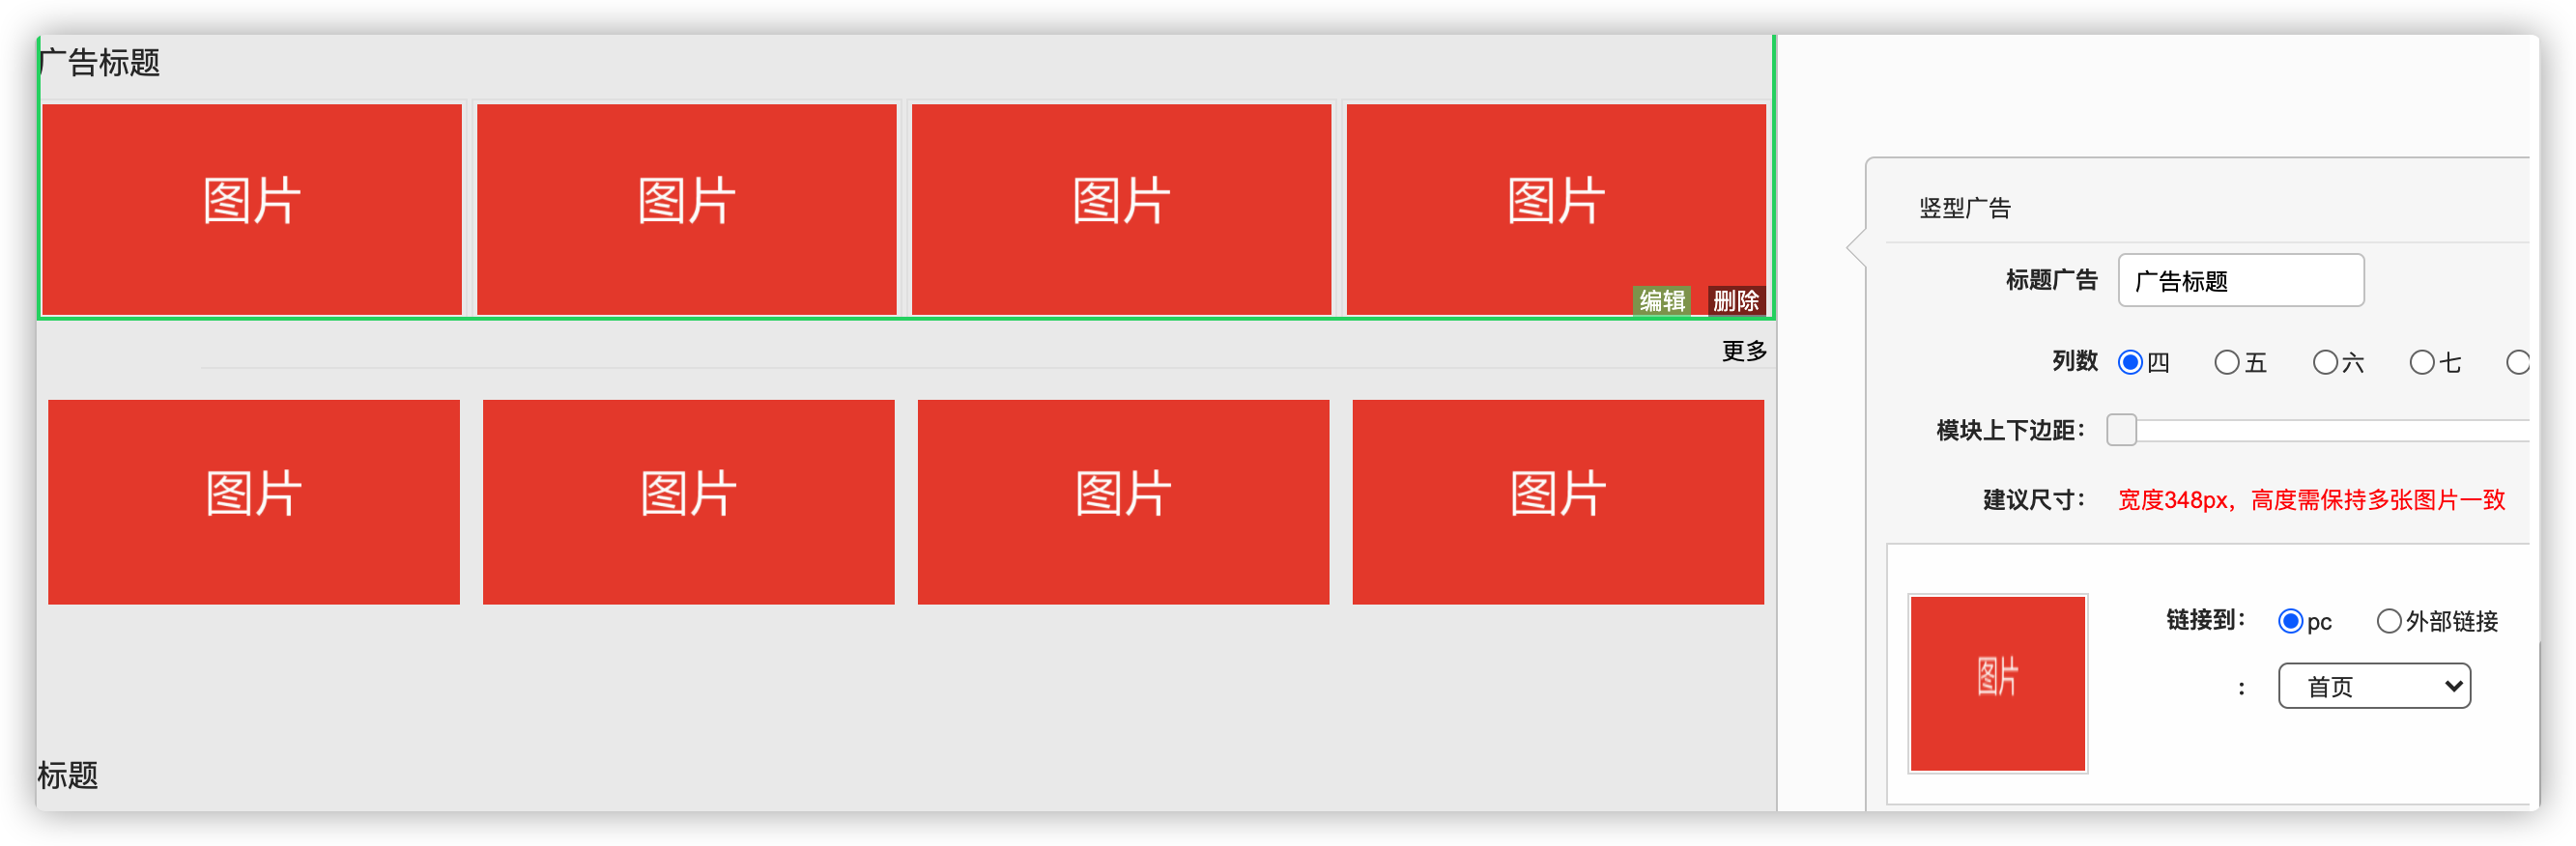 广告标题
图片 图片 图片 图片
编辑 删除
更多
图片 图片 图片 图片
标题
竖型广告
标题广告 广告标题
列数 四 五 六 七
模块上下边距：
建议尺寸： 宽度348px，高度需保持多张图片一致
图片
链接到： pc 外部链接
： 首页